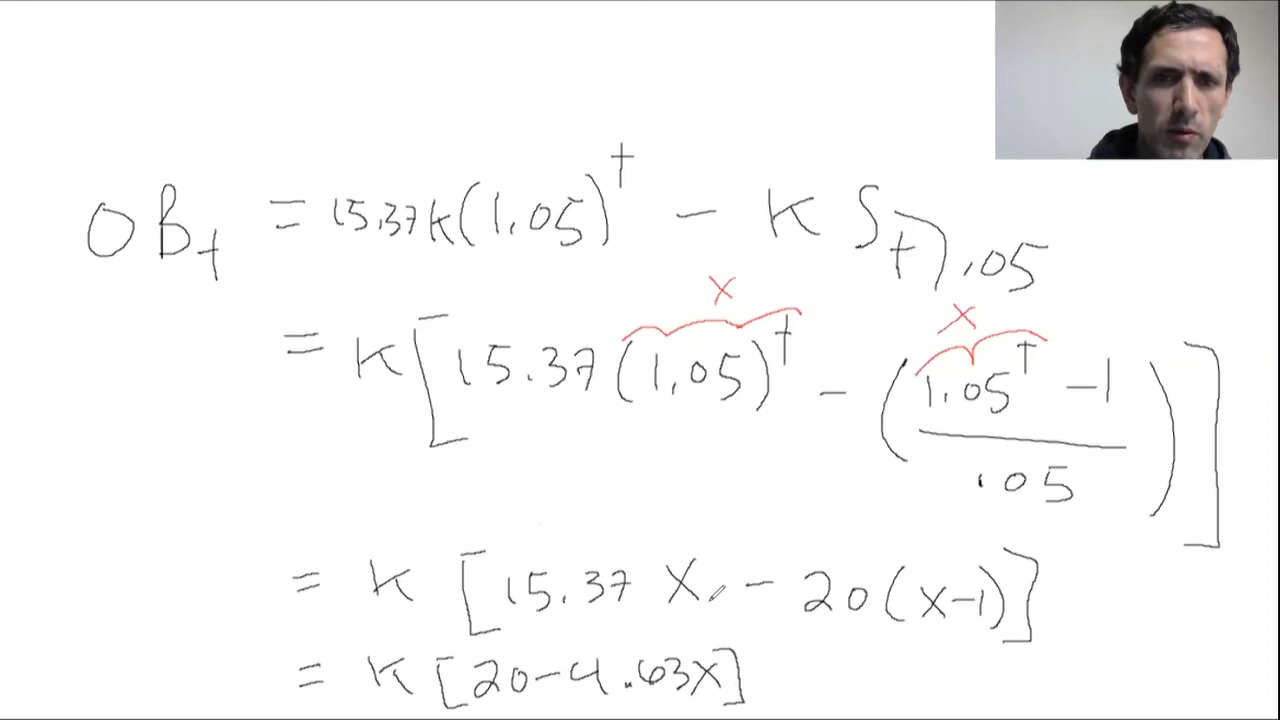 OB_t = 15.37K(1.05)^t - K S_t⌉.05
x x
= K[15.37(1.05)^t - (1.05^t - 1 / .05)]
= K [15.37 X - 20(X-1)]
= K[20-4.63X]